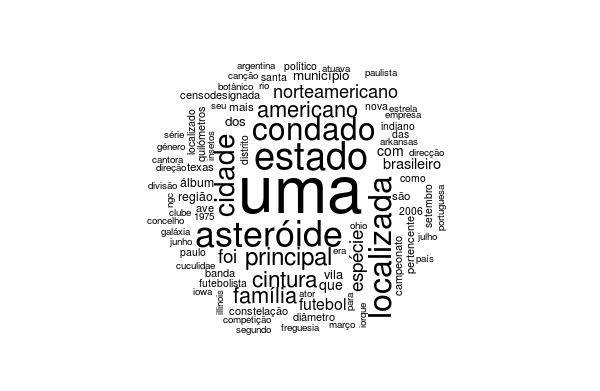 argentina político atuava
canção santa município paulista
botânico rio
norteamericano
censodesignada
seu mais americano nova estrela
empresa
localizado quilómetros insetos dos condado indiano
das
série arkansas
distrito
género cidade estado com direcção
cantora brasileiro
direção texas
uma como
divisão álbum
ngc região localizada são setembro portuguesa
ave 2006
clube 1975
concelho
galáxia asteróide pertencente
junho julho
paulo foi principal era ohio espécie campeonato país
cuculidae banda
futebolista cintura vila que
iowa família ator para
illinois constelação futebol iorque
diâmetro
competição março
segundo freguesia